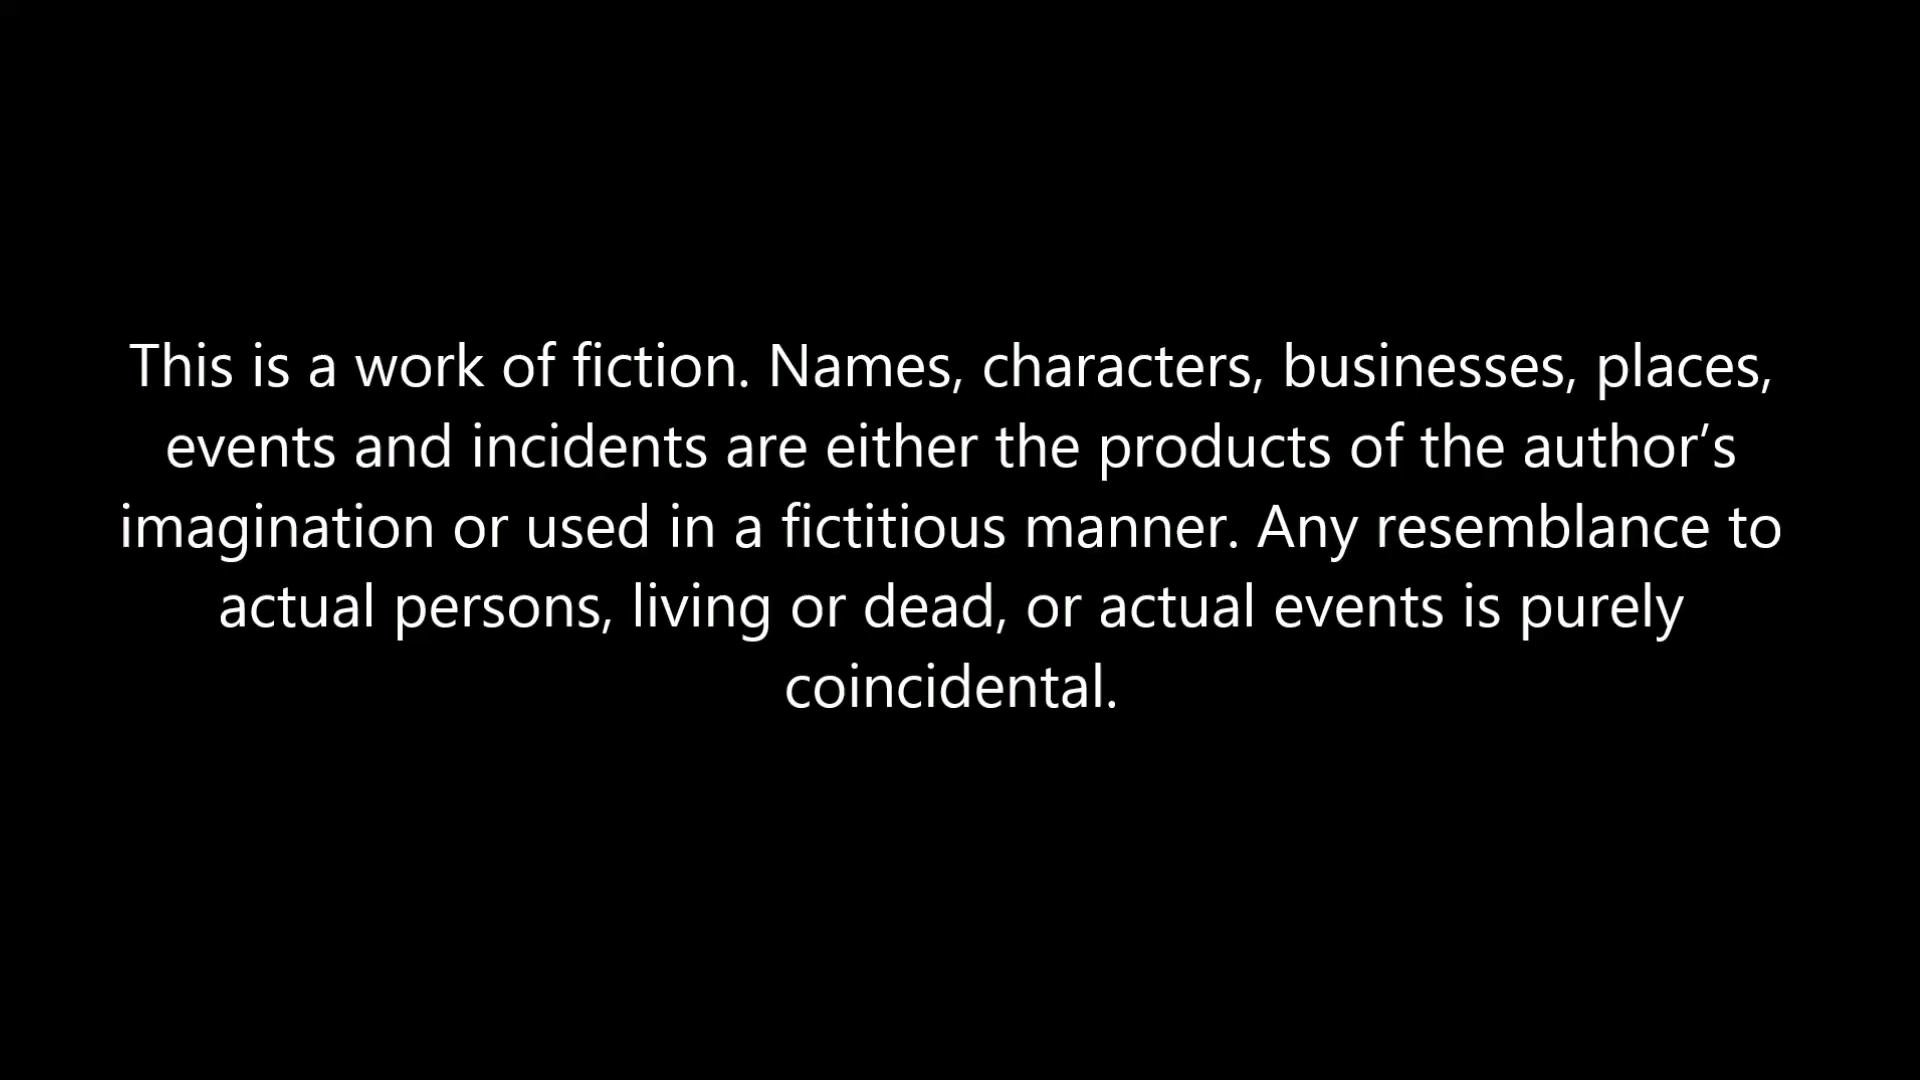 This is a work of fiction. Names, characters, businesses, places,
events and incidents are either the products of the author’s
imagination or used in a fictitious manner. Any resemblance to
actual persons, living or dead, or actual events is purely
coincidental.